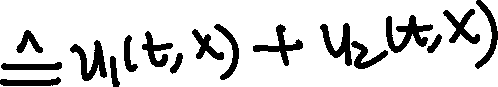 ≜ u₁(t,x) + u₂(t,x)